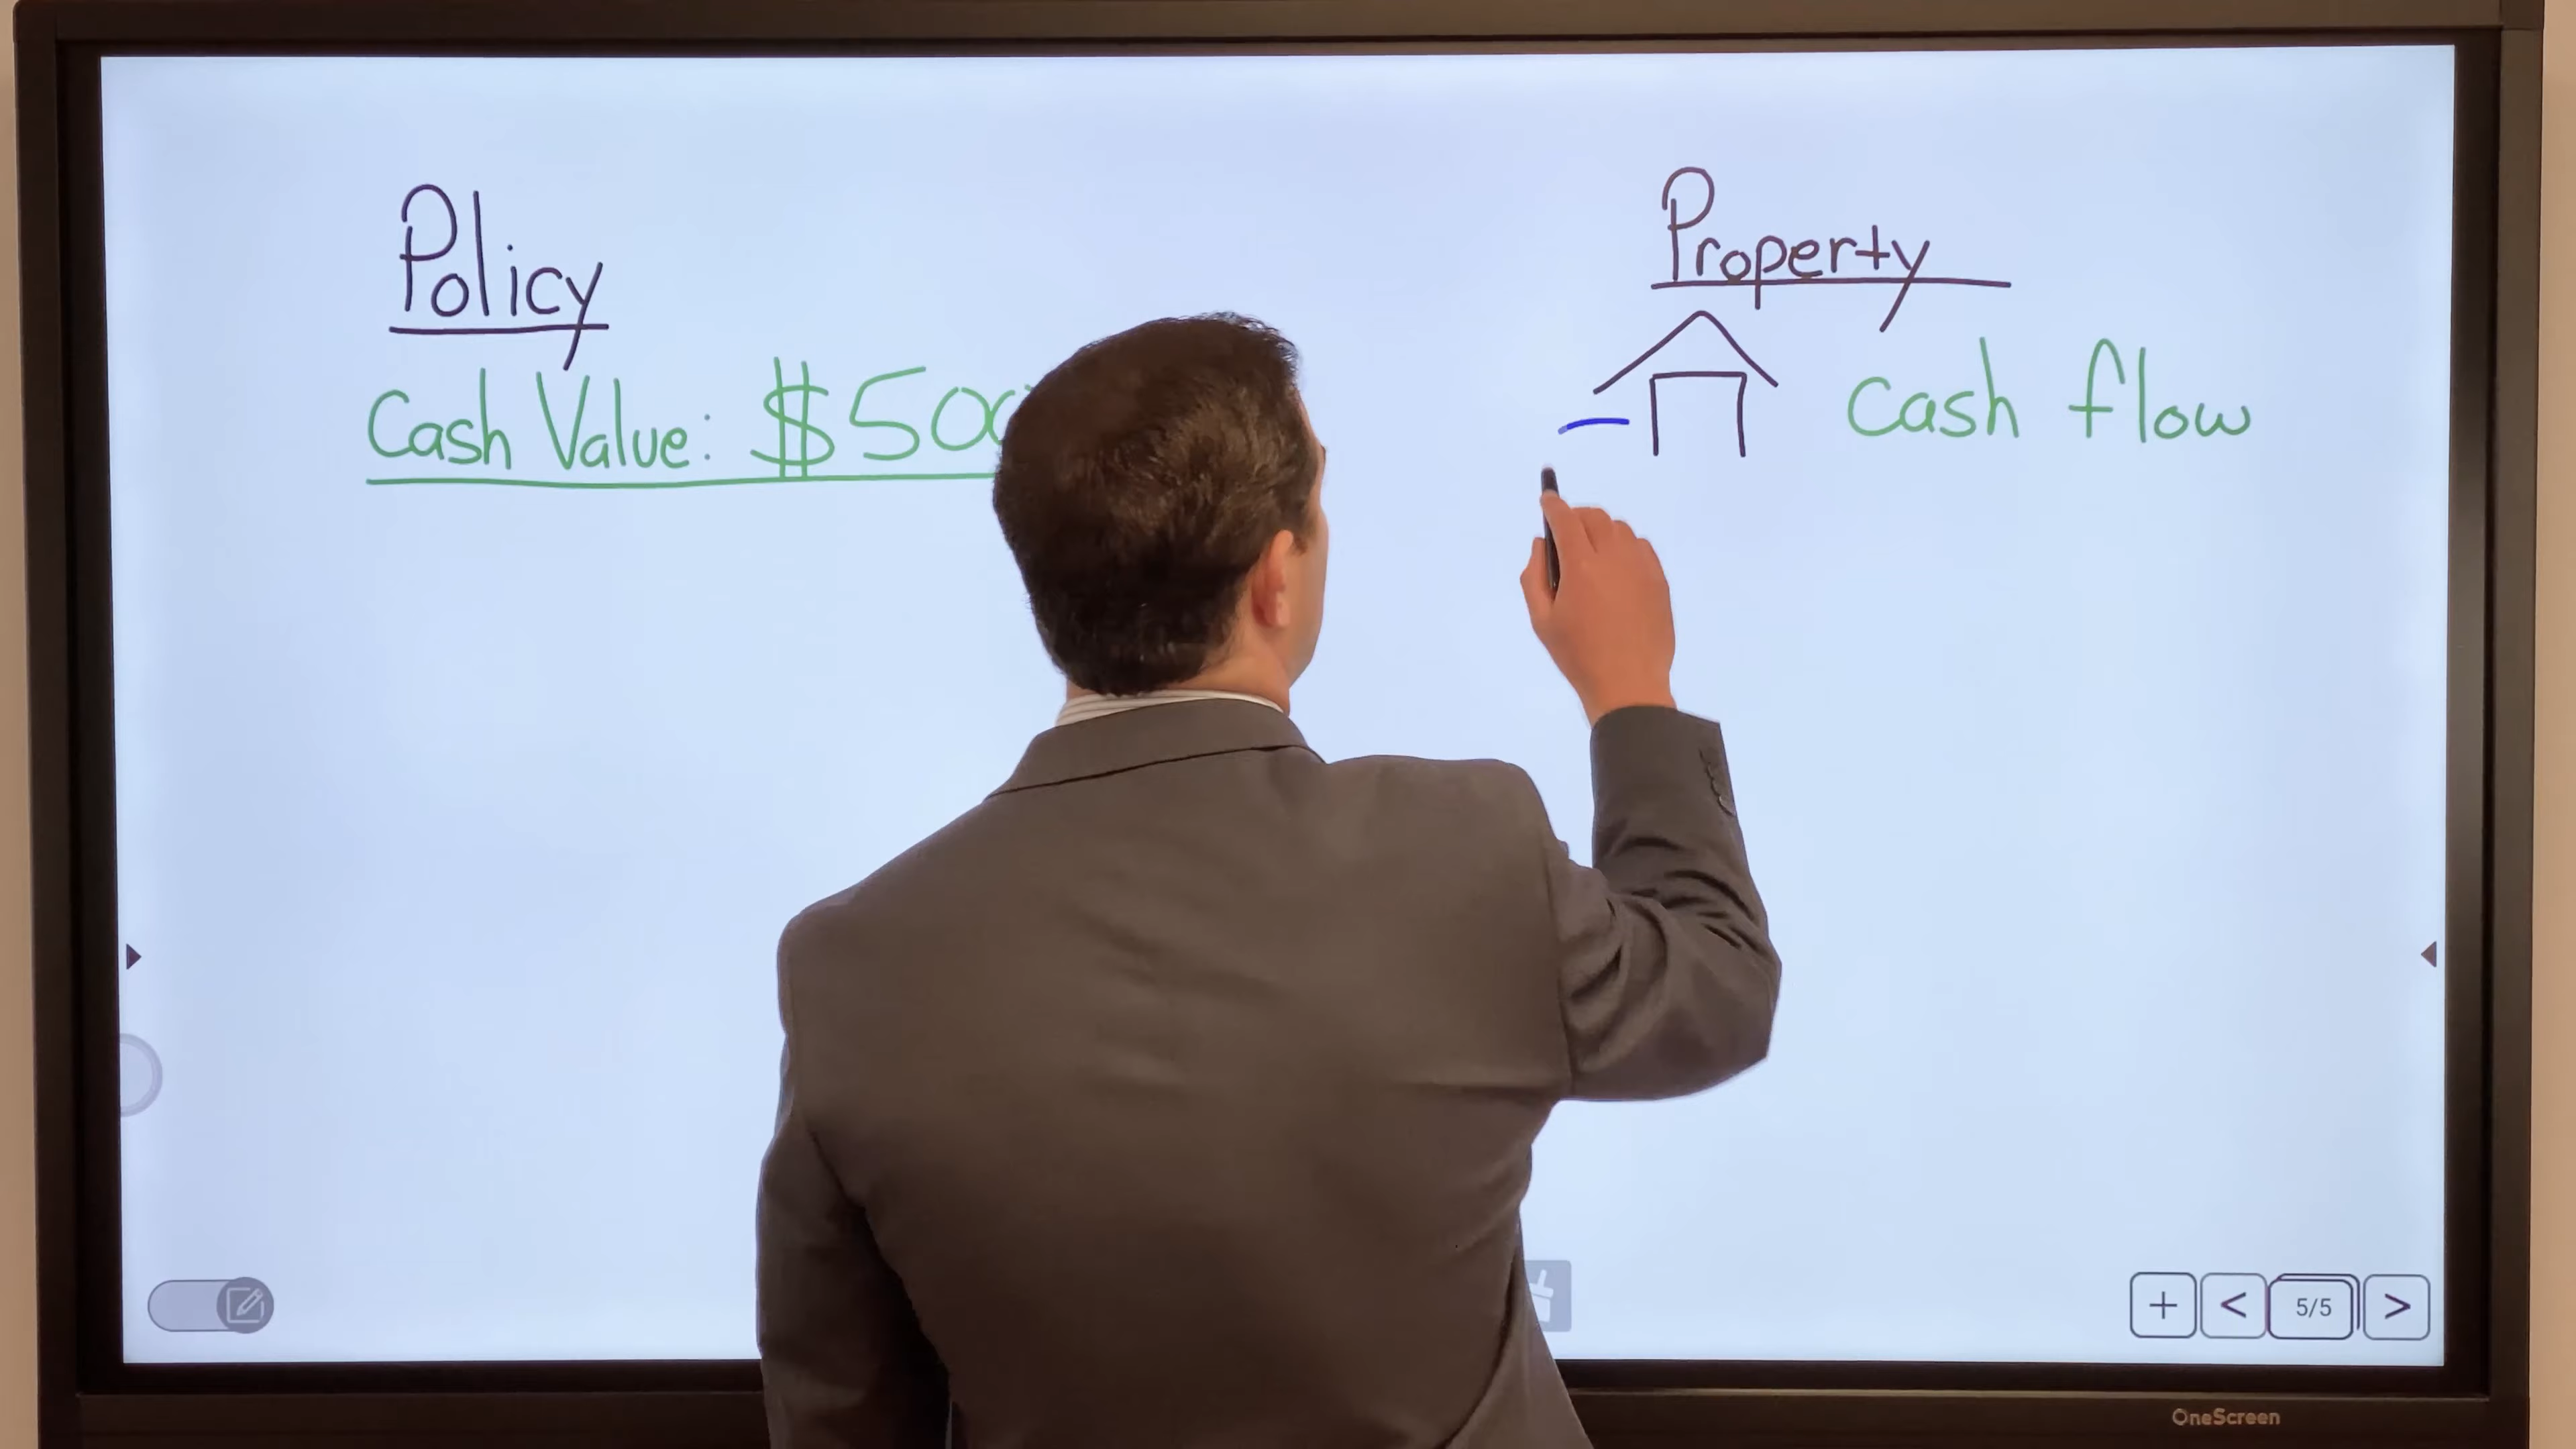 Policy
Cash Value: $50
Property
Cash flow
+ < 5/5 >
OneScreen